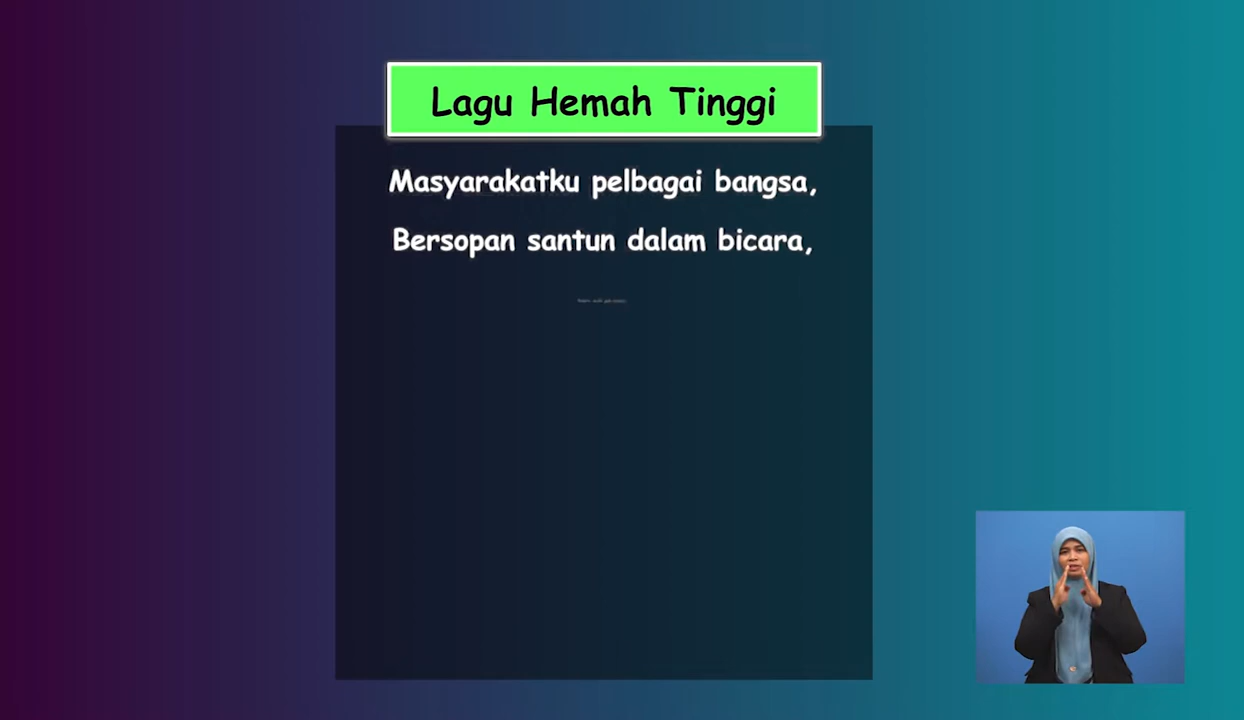 Lagu Hemah Tinggi
Masyarakatku pelbagai bangsa,
Bersopan santun dalam bicara,